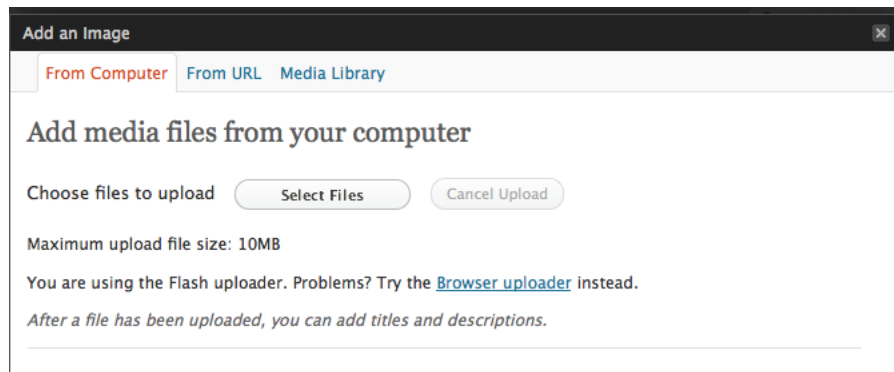 Add an Image
From Computer From URL Media Library
Add media files from your computer
Choose files to upload Select Files Cancel Upload
Maximum upload file size: 10MB
You are using the Flash uploader. Problems? Try the Browser uploader instead.
After a file has been uploaded, you can add titles and descriptions.